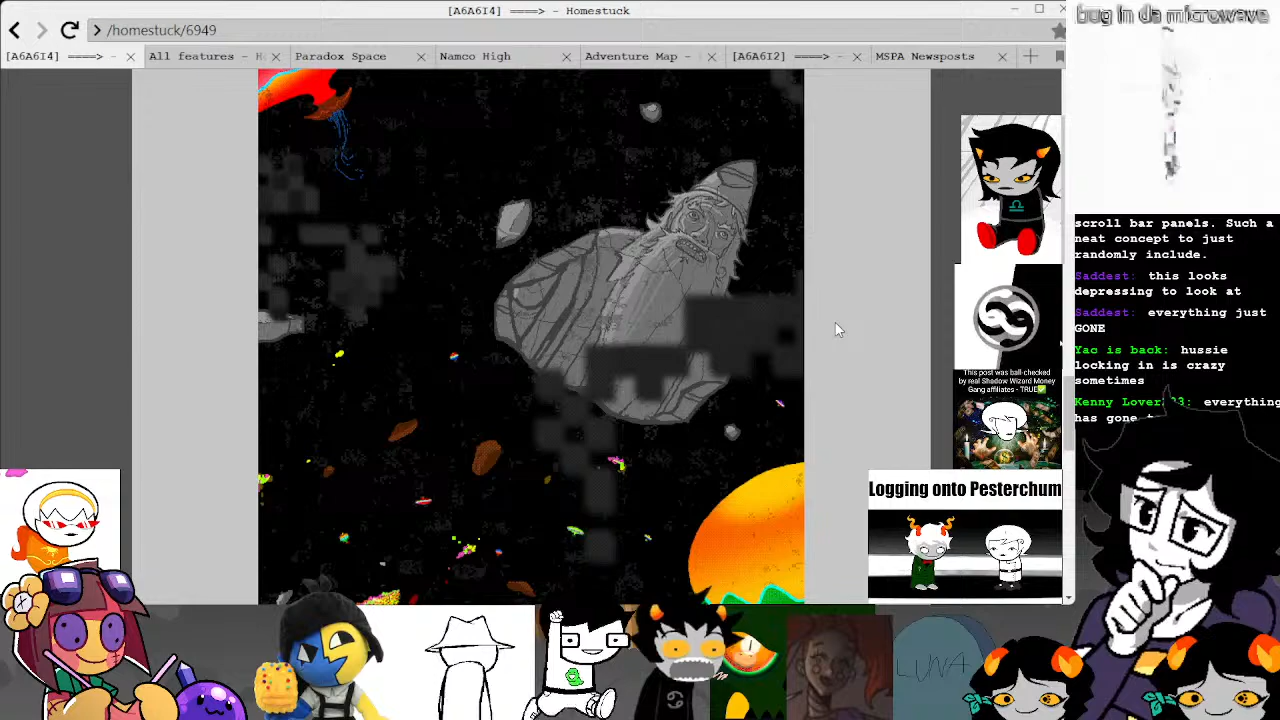 [A6A6I4] ====> - Homestuck
bug in da microwave
/homestuck/6949
[A6A6I4] ====> -
All features - H
Paradox Space
Namco High
Adventure Map -
[A6A6I2] ====> -
MSPA Newsposts
scroll bar panels. Such a
neat concept to just
randomly include.
Saddest: this looks
depressing to look at
Saddest: everything just
GONE
Yac is back: hussie
locking in is crazy
sometimes
everything
has gone
This post was ball-checked
by real Shadow Wizard Money
Gang affiliates - TRUE✅
Logging onto Pesterchum
LUNA